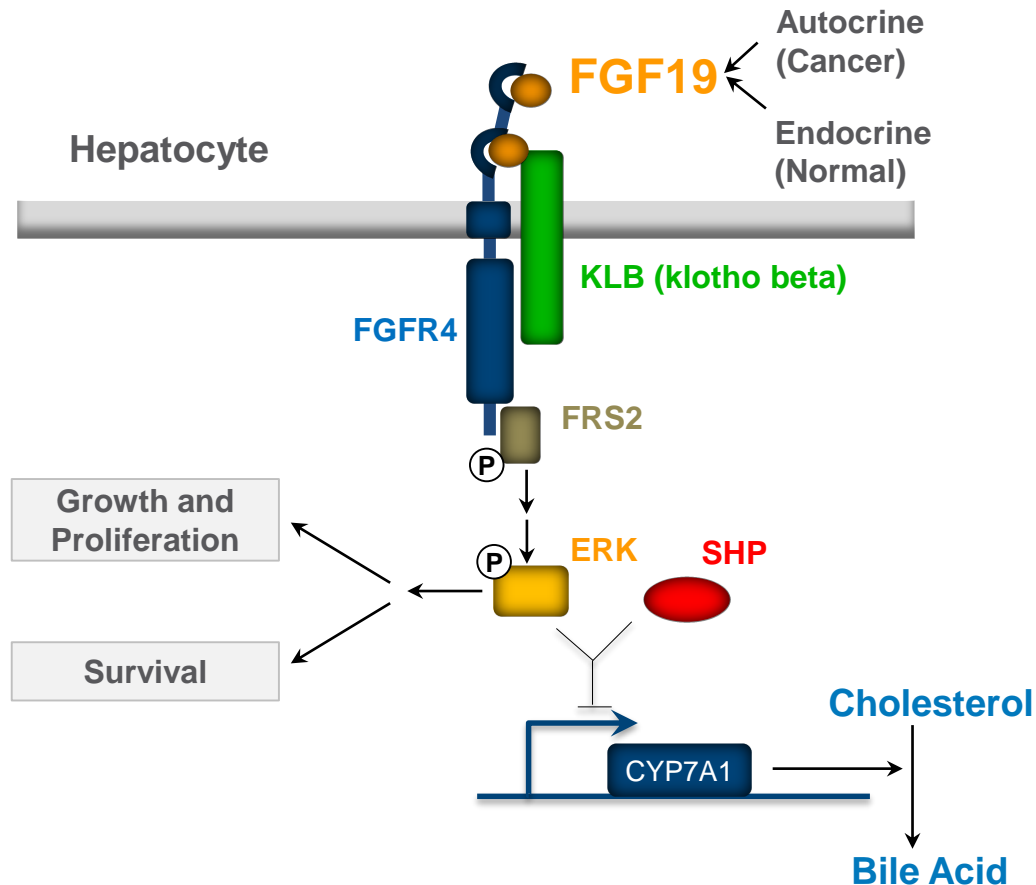 Autocrine
(Cancer)
FGF19
Endocrine
(Normal)
Hepatocyte
KLB (klotho beta)
FGFR4
FRS2
P
Growth and
Proliferation
P
ERK
SHP
Survival
Cholesterol
CYP7A1
Bile Acid